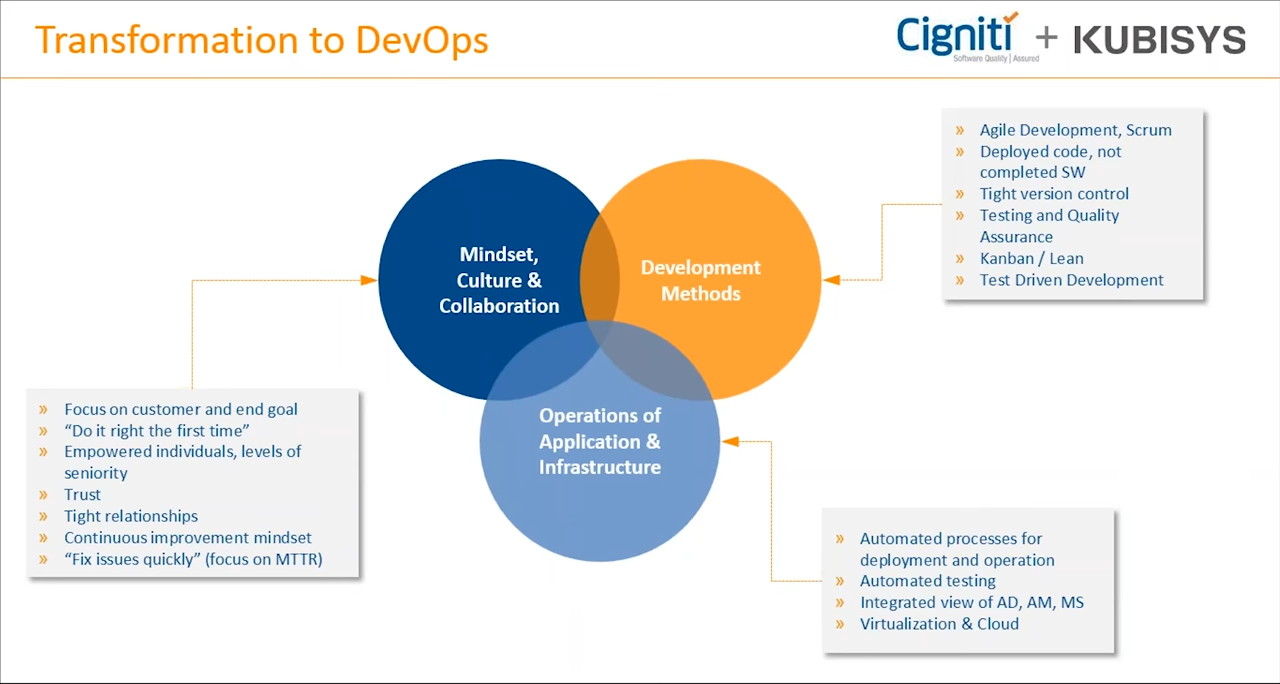 Transformation to DevOps
Cigniti + KUBISYS
Software Quality | Assured
» Agile Development, Scrum
» Deployed code, not
completed SW
» Tight version control
» Testing and Quality
Assurance
» Kanban / Lean
» Test Driven Development
Mindset,
Culture &
Collaboration
Development
Methods
Operations of
Application &
Infrastructure
» Focus on customer and end goal
» “Do it right the first time”
» Empowered individuals, levels of
seniority
» Trust
» Tight relationships
» Continuous improvement mindset
» “Fix issues quickly” (focus on MTTR)
» Automated processes for
deployment and operation
» Automated testing
» Integrated view of AD, AM, MS
» Virtualization & Cloud